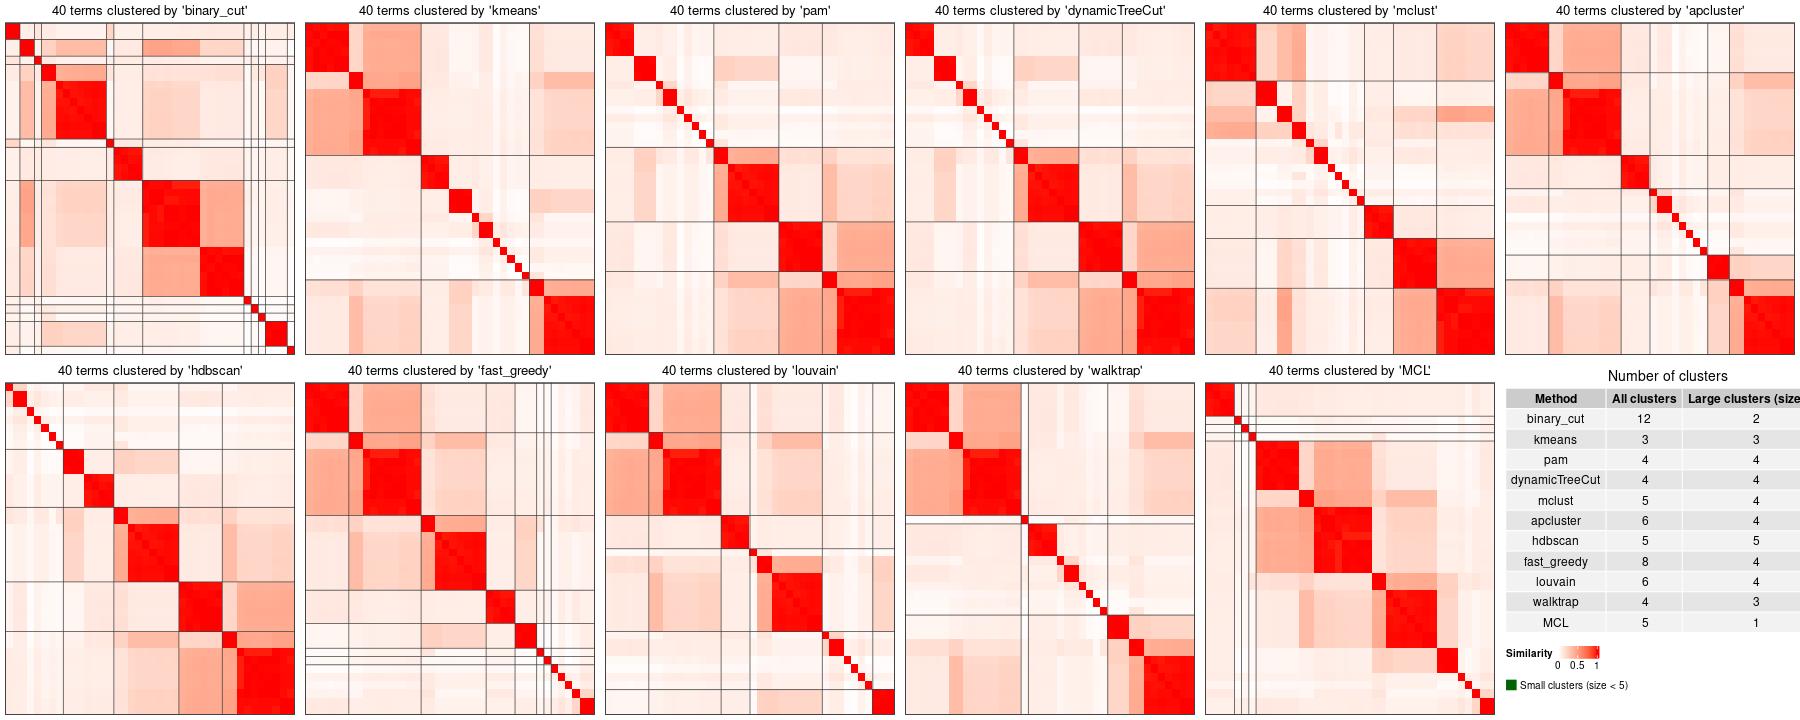 40 terms clustered by 'binary_cut'
40 terms clustered by 'kmeans'
40 terms clustered by 'pam'
40 terms clustered by 'dynamicTreeCut'
40 terms clustered by 'mclust'
40 terms clustered by 'apcluster'
40 terms clustered by 'hdbscan'
40 terms clustered by 'fast_greedy'
40 terms clustered by 'louvain'
40 terms clustered by 'walktrap'
40 terms clustered by 'MCL'
Number of clusters
Method All clusters Large clusters (size
binary_cut 12 2
kmeans 3 3
pam 4 4
dynamicTreeCut 4 4
mclust 5 4
apcluster 6 4
hdbscan 5 5
fast_greedy 8 4
louvain 6 4
walktrap 4 3
MCL 5 1
Similarity
0 0.5 1
Small clusters (size < 5)